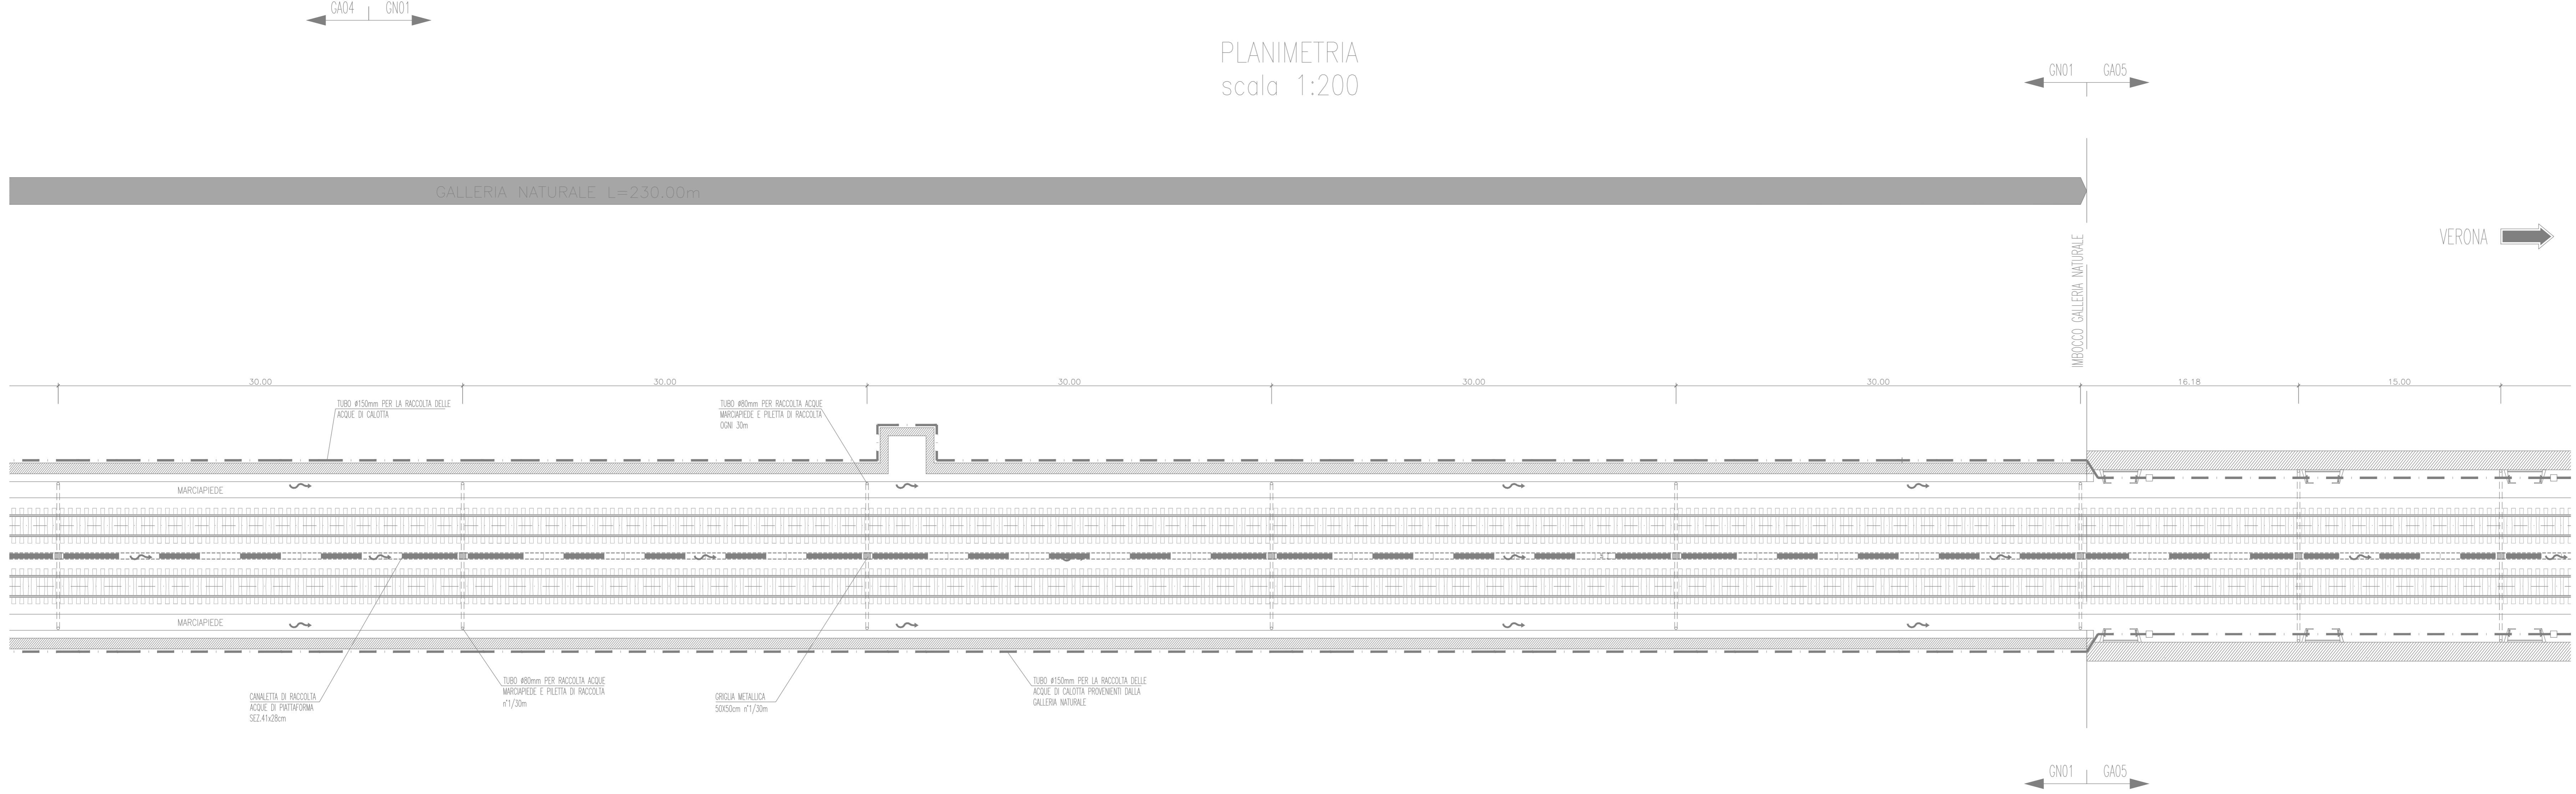 GA04 GN01
PLANIMETRIA
scala 1:200
GN01 GA05
GALLERIA NATURALE L=230.00m
VERONA
IMBOCCO GALLERIA NATURALE
30.00 30.00 30.00 30.00 30.00 16.18 15.00
TUBO ø150mm PER LA RACCOLTA DELLE
ACQUE DI CALOTTA
TUBO ø80mm PER RACCOLTA ACQUE
MARCIAPIEDE E PILETTA DI RACCOLTA
OGNI 30m
MARCIAPIEDE
MARCIAPIEDE
CANALETTA DI RACCOLTA
ACQUE DI PIATTAFORMA
SEZ.41x28cm
TUBO ø80mm PER RACCOLTA ACQUE
MARCIAPIEDE E PILETTA DI RACCOLTA
n°1/30m
GRIGLIA METALLICA
50X50cm n°1/30m
TUBO ø150mm PER LA RACCOLTA DELLE
ACQUE DI CALOTTA PROVENIENTI DALLA
GALLERIA NATURALE
GN01 GA05